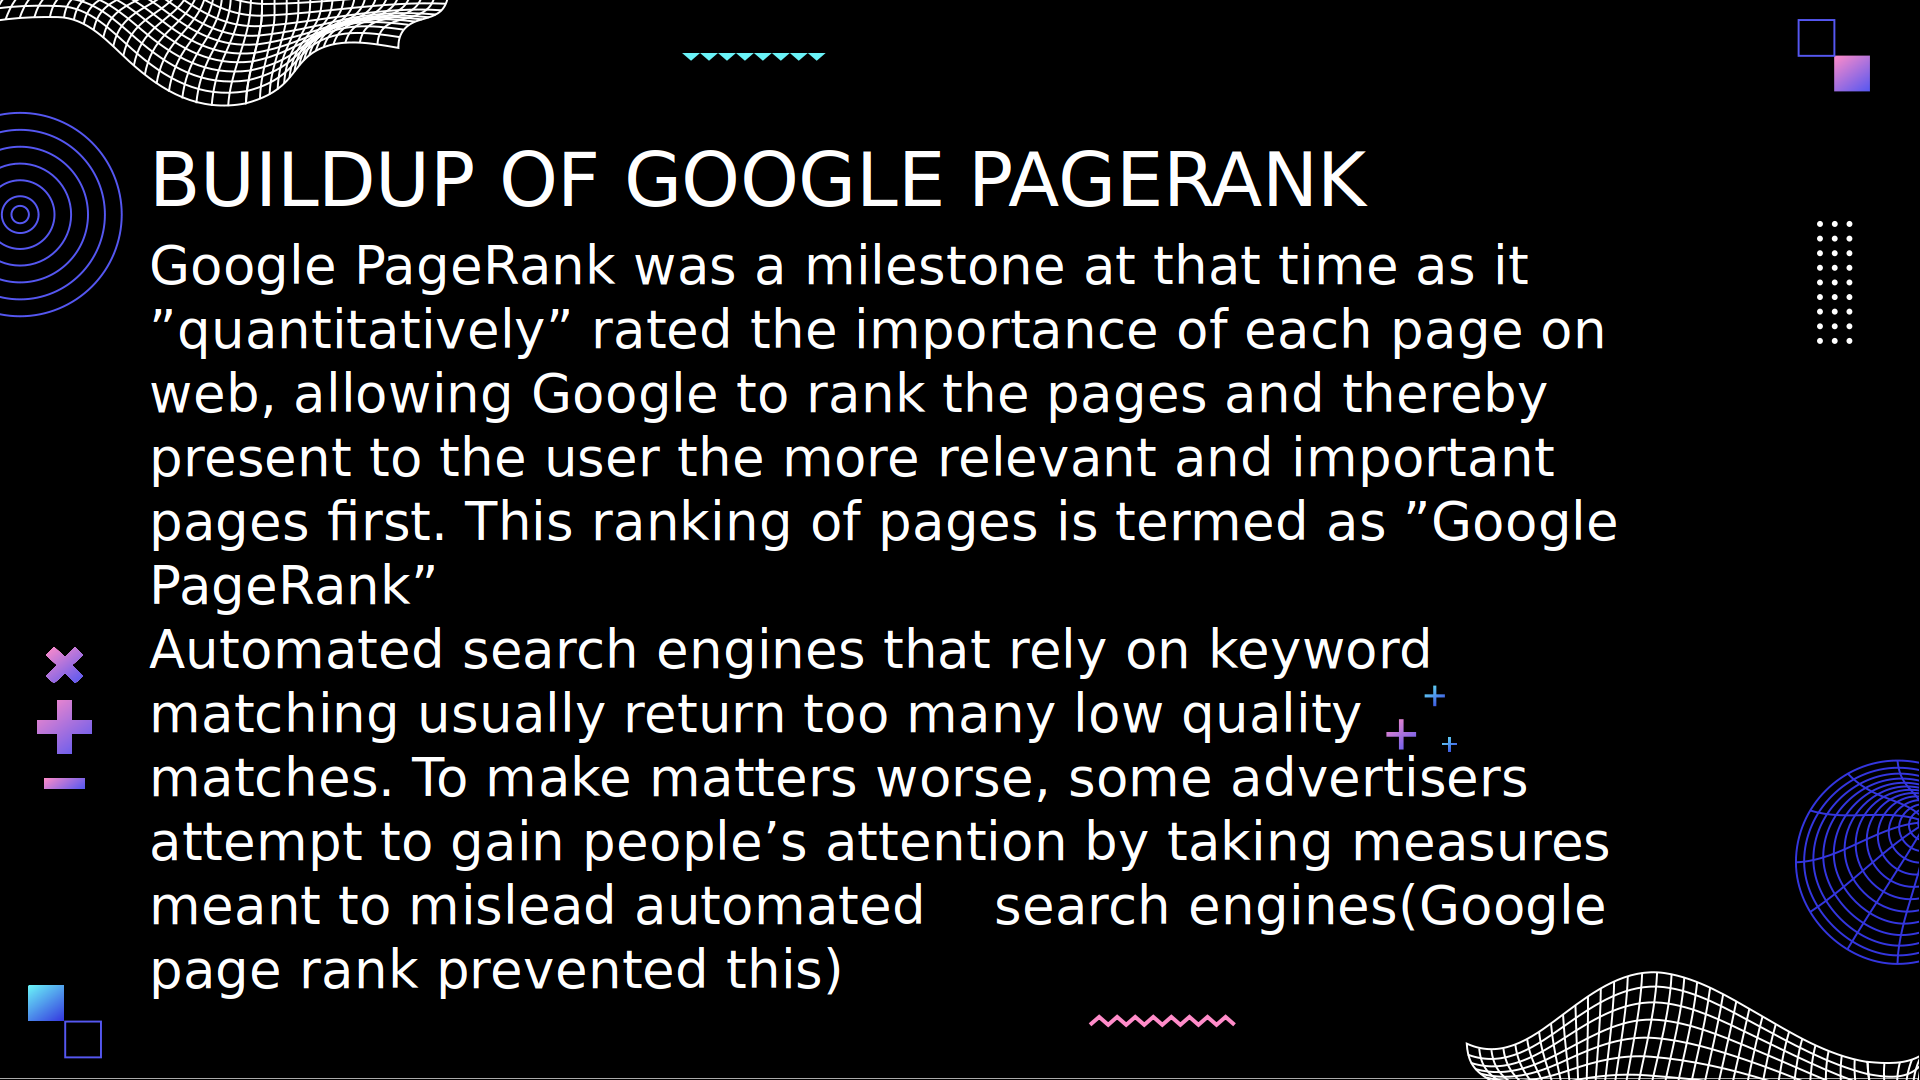 BUILDUP OF GOOGLE PAGERANK
Google PageRank was a milestone at that time as it
”quantitatively” rated the importance of each page on
web, allowing Google to rank the pages and thereby
present to the user the more relevant and important
pages first. This ranking of pages is termed as ”Google
PageRank”
Automated search engines that rely on keyword
matching usually return too many low quality
matches. To make matters worse, some advertisers
attempt to gain people’s attention by taking measures
meant to mislead automated    search engines(Google
page rank prevented this)